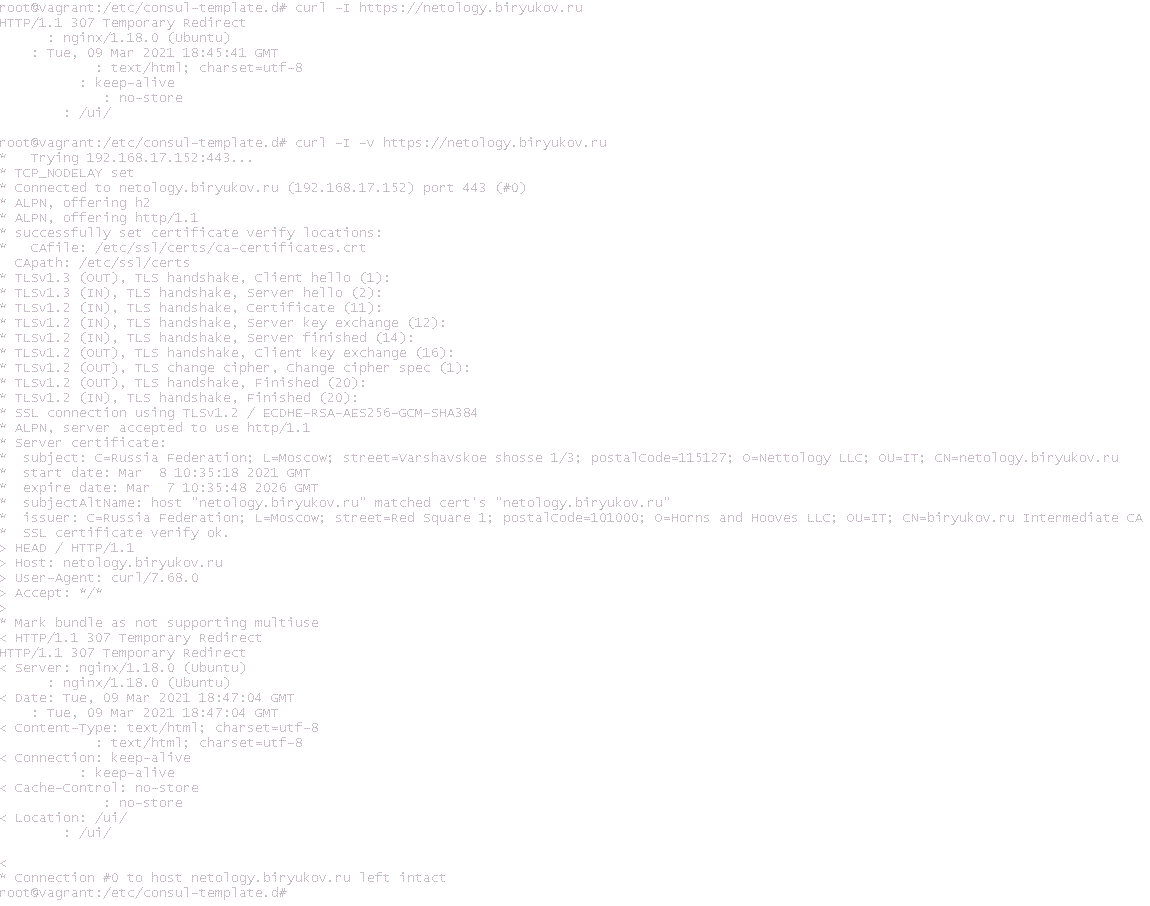 root@vagrant:/etc/consul-template.d# curl -I https://netology.biryukov.ru
HTTP/1.1 307 Temporary Redirect
      : nginx/1.18.0 (Ubuntu)
    : Tue, 09 Mar 2021 18:45:41 GMT
            : text/html; charset=utf-8
          : keep-alive
             : no-store
        : /ui/

root@vagrant:/etc/consul-template.d# curl -I -v https://netology.biryukov.ru
*   Trying 192.168.17.152:443...
* TCP_NODELAY set
* Connected to netology.biryukov.ru (192.168.17.152) port 443 (#0)
* ALPN, offering h2
* ALPN, offering http/1.1
* successfully set certificate verify locations:
*   CAfile: /etc/ssl/certs/ca-certificates.crt
  CApath: /etc/ssl/certs
* TLSv1.3 (OUT), TLS handshake, Client hello (1):
* TLSv1.3 (IN), TLS handshake, Server hello (2):
* TLSv1.2 (IN), TLS handshake, Certificate (11):
* TLSv1.2 (IN), TLS handshake, Server key exchange (12):
* TLSv1.2 (IN), TLS handshake, Server finished (14):
* TLSv1.2 (OUT), TLS handshake, Client key exchange (16):
* TLSv1.2 (OUT), TLS change cipher, Change cipher spec (1):
* TLSv1.2 (OUT), TLS handshake, Finished (20):
* TLSv1.2 (IN), TLS handshake, Finished (20):
* SSL connection using TLSv1.2 / ECDHE-RSA-AES256-GCM-SHA384
* ALPN, server accepted to use http/1.1
* Server certificate:
*  subject: C=Russia Federation; L=Moscow; street=Varshavskoe shosse 1/3; postalCode=115127; O=Nettology LLC; OU=IT; CN=netology.biryukov.ru
*  start date: Mar  8 10:35:18 2021 GMT
*  expire date: Mar  7 10:35:48 2026 GMT
*  subjectAltName: host "netology.biryukov.ru" matched cert's "netology.biryukov.ru"
*  issuer: C=Russia Federation; L=Moscow; street=Red Square 1; postalCode=101000; O=Horns and Hooves LLC; OU=IT; CN=biryukov.ru Intermediate CA
*  SSL certificate verify ok.
> HEAD / HTTP/1.1
> Host: netology.biryukov.ru
> User-Agent: curl/7.68.0
> Accept: */*
>
* Mark bundle as not supporting multiuse
< HTTP/1.1 307 Temporary Redirect
HTTP/1.1 307 Temporary Redirect
< Server: nginx/1.18.0 (Ubuntu)
      : nginx/1.18.0 (Ubuntu)
< Date: Tue, 09 Mar 2021 18:47:04 GMT
    : Tue, 09 Mar 2021 18:47:04 GMT
< Content-Type: text/html; charset=utf-8
            : text/html; charset=utf-8
< Connection: keep-alive
          : keep-alive
< Cache-Control: no-store
             : no-store
< Location: /ui/
        : /ui/

<
* Connection #0 to host netology.biryukov.ru left intact
root@vagrant:/etc/consul-template.d#